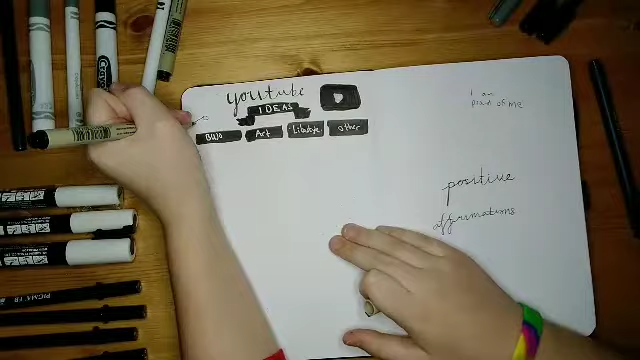 youtube
IDEAS
BUJO
Art
Lifestyle
Other
I am
proud of me
positive
affirmations